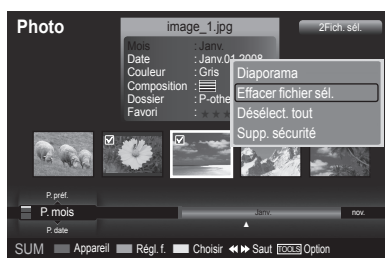 Photo
image_1.jpg
2Fich. sél.
Mois : Janv.
Date : Janv.01.2008
Couleur : Gris
Composition :
Dossier : P-othe
Favori : ★ ★
Diaporama
Effacer fichier sél.
Désélect. tout
Supp. sécurité
P. préf.
P. mois
Janv.
nov.
P. date
SUM Appareil Régl. f. Choisir ◄◄ ►► Saut TOOLS Option